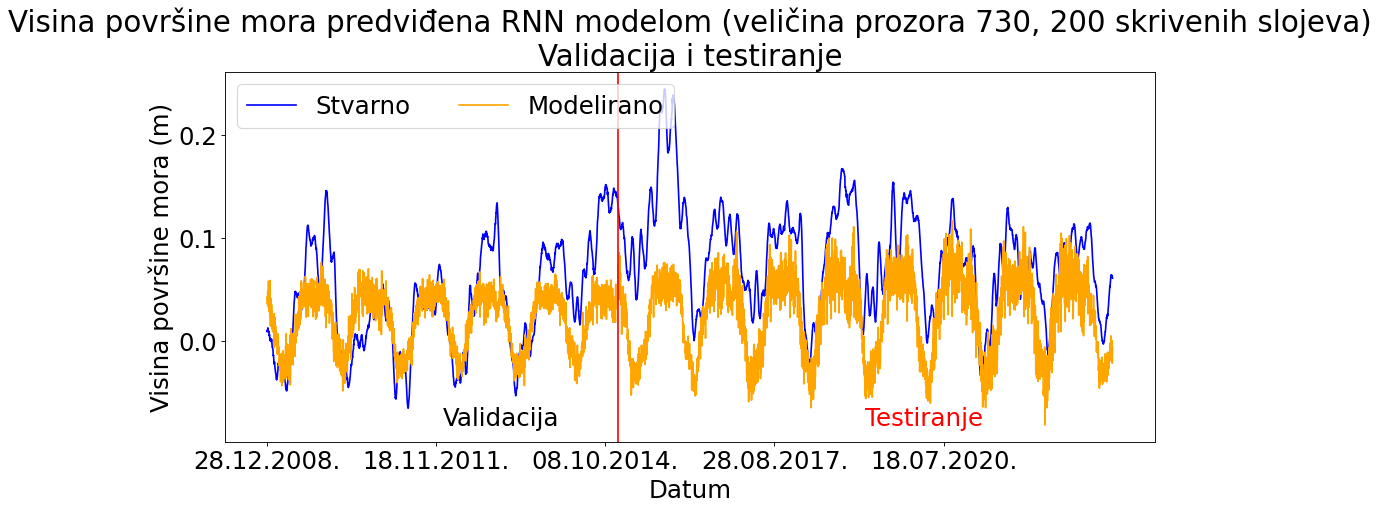 Visina površine mora predviđena RNN modelom (veličina prozora 730, 200 skrivenih slojeva)
Validacija i testiranje
Stvarno
Modelirano
Visina površine mora (m)
0.2
0.1
0.0
Validacija
Testiranje
28.12.2008.
18.11.2011.
08.10.2014.
28.08.2017.
18.07.2020.
Datum